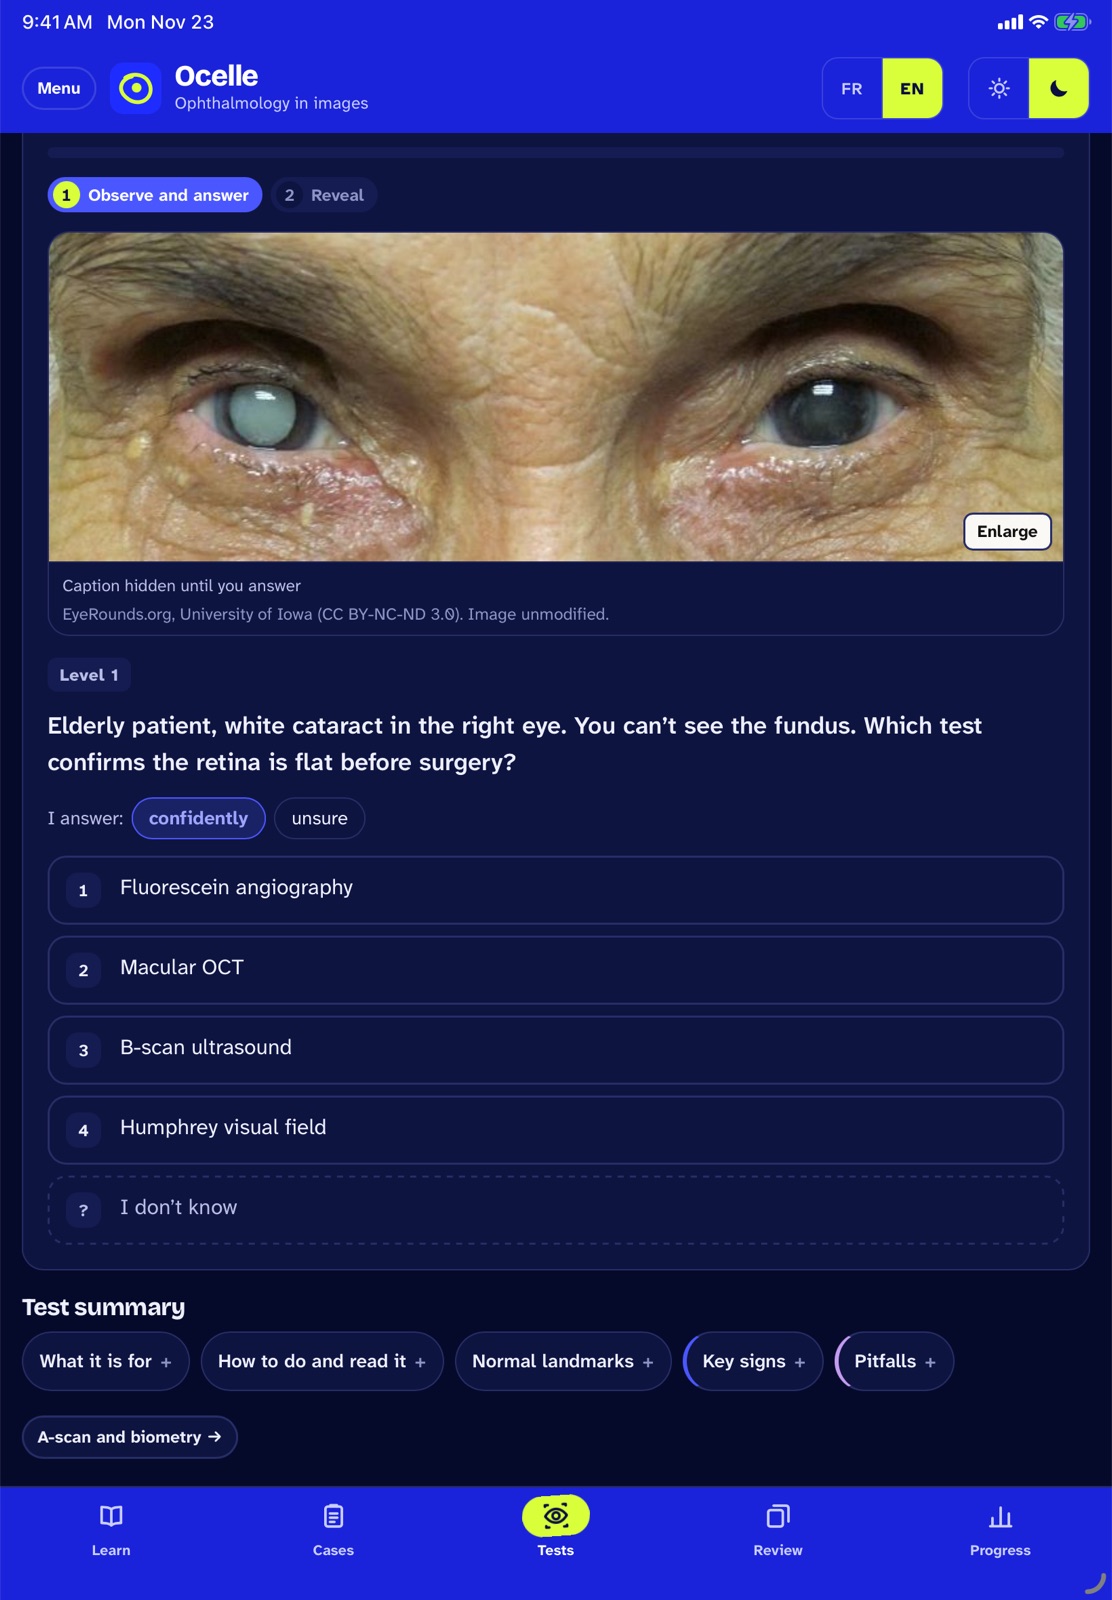 9:41 AM Mon Nov 23
Menu
Ocelle
Ophthalmology in images
FR
EN
1 Observe and answer
2 Reveal
Enlarge
Caption hidden until you answer
EyeRounds.org, University of Iowa (CC BY-NC-ND 3.0). Image unmodified.
Level 1
Elderly patient, white cataract in the right eye. You can’t see the fundus. Which test
confirms the retina is flat before surgery?
I answer: confidently unsure
1 Fluorescein angiography
2 Macular OCT
3 B-scan ultrasound
4 Humphrey visual field
? I don’t know
Test summary
What it is for + How to do and read it + Normal landmarks + Key signs + Pitfalls +
A-scan and biometry →
Learn Cases Tests Review Progress